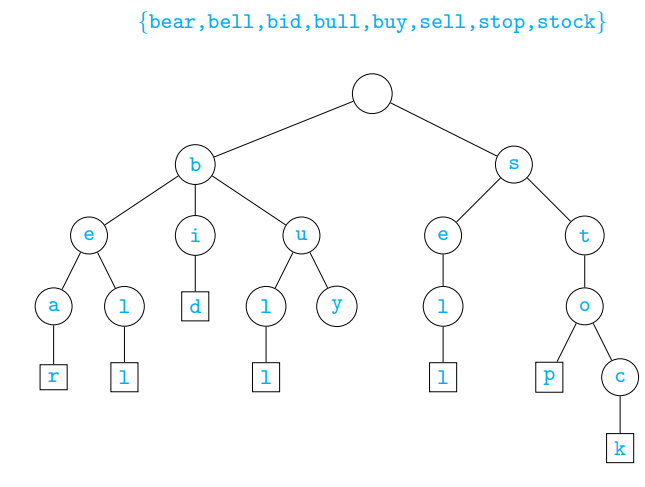 {bear,bell,bid,bull,buy,sell,stop,stock}
b s
e i u e t
a l d l y l o
r l l l p c
k